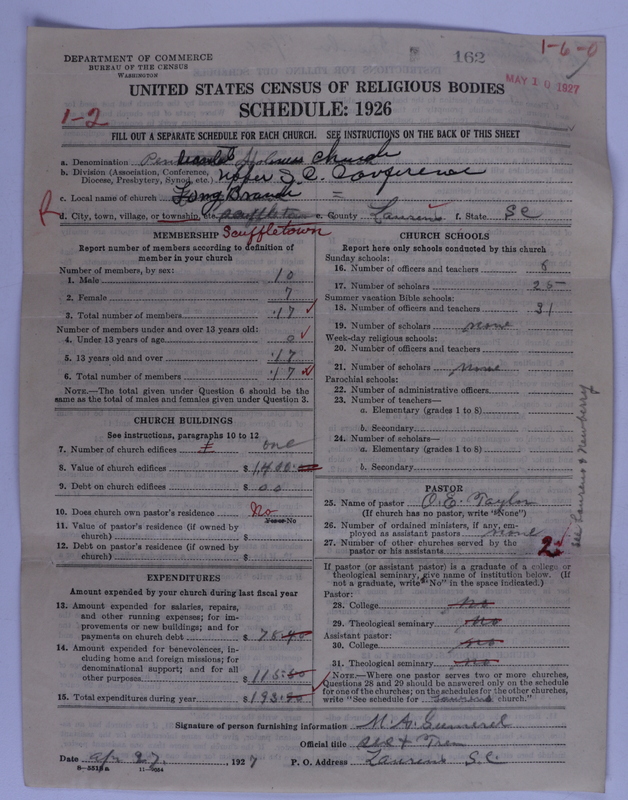 162
1-6-0
MAY 10 1927
DEPARTMENT OF COMMERCE
BUREAU OF THE CENSUS
WASHINGTON
UNITED STATES CENSUS OF RELIGIOUS BODIES
SCHEDULE: 1926
1-2
FILL OUT A SEPARATE SCHEDULE FOR EACH CHURCH. SEE INSTRUCTIONS ON THE BACK OF THIS SHEET
a. Denomination Holiness Church
b. Division (Association, Conference, Diocese, Presbytery, Synod, etc.) Upper S.C. Conference
c. Local name of church Long Branch
d. City, town, village, or township, etc. Scuffletown e. County Laurens f. State S C
Scuffletown
MEMBERSHIP
Report number of members according to definition of member in your church
Number of members, by sex:
1. Male 10
2. Female 7
3. Total number of members 17
Number of members under and over 13 years old:
4. Under 13 years of age 0
5. 13 years old and over 17
6. Total number of members 17
NOTE.—The total given under Question 6 should be the same as the total of males and females given under Question 3.
CHURCH BUILDINGS
See instructions, paragraphs 10 to 12
7. Number of church edifices 1 one
8. Value of church edifices $ 1,400.00
9. Debt on church edifices $ 00
10. Does church own pastor's residence No
Yes or No
11. Value of pastor's residence (if owned by church) $
12. Debt on pastor's residence (if owned by church) $
EXPENDITURES
Amount expended by your church during last fiscal year
13. Amount expended for salaries, repairs, and other running expenses; for improvements or new buildings; and for payments on church debt $ 78.40
14. Amount expended for benevolences, including home and foreign missions; for denominational support; and for all other purposes $ 115.50
15. Total expenditures during year $ 193.90
CHURCH SCHOOLS
Report here only schools conducted by this church
Sunday schools:
16. Number of officers and teachers 6
17. Number of scholars 25
Summer vacation Bible schools:
18. Number of officers and teachers 31
19. Number of scholars none
Week-day religious schools:
20. Number of officers and teachers
21. Number of scholars none
Parochial schools:
22. Number of administrative officers
23. Number of teachers—
a. Elementary (grades 1 to 8)
b. Secondary
24. Number of scholars—
a. Elementary (grades 1 to 8)
b. Secondary
PASTOR
25. Name of pastor O. E. Taylor
(If church has no pastor, write "None")
26. Number of ordained ministers, if any, employed as assistant pastors none
27. Number of other churches served by the pastor or his assistants 2
If pastor (or assistant pastor) is a graduate of a college or theological seminary, give name of institution below. (If not a graduate, write "No" in the space indicated.)
Pastor:
28. College No
29. Theological seminary No
Assistant pastor:
30. College No
31. Theological seminary No
NOTE.—Where one pastor serves two or more churches, Questions 28 and 29 should be answered only on the schedule for one of the churches; on the schedules for the other churches, write "See schedule for Laurens church."
see Laurens & Newberry
Signature of person furnishing information M. A.
Official title Sec & Tres
Date Apr 27, 1927 P. O. Address Laurens S.C.
8—5518a 11—9064